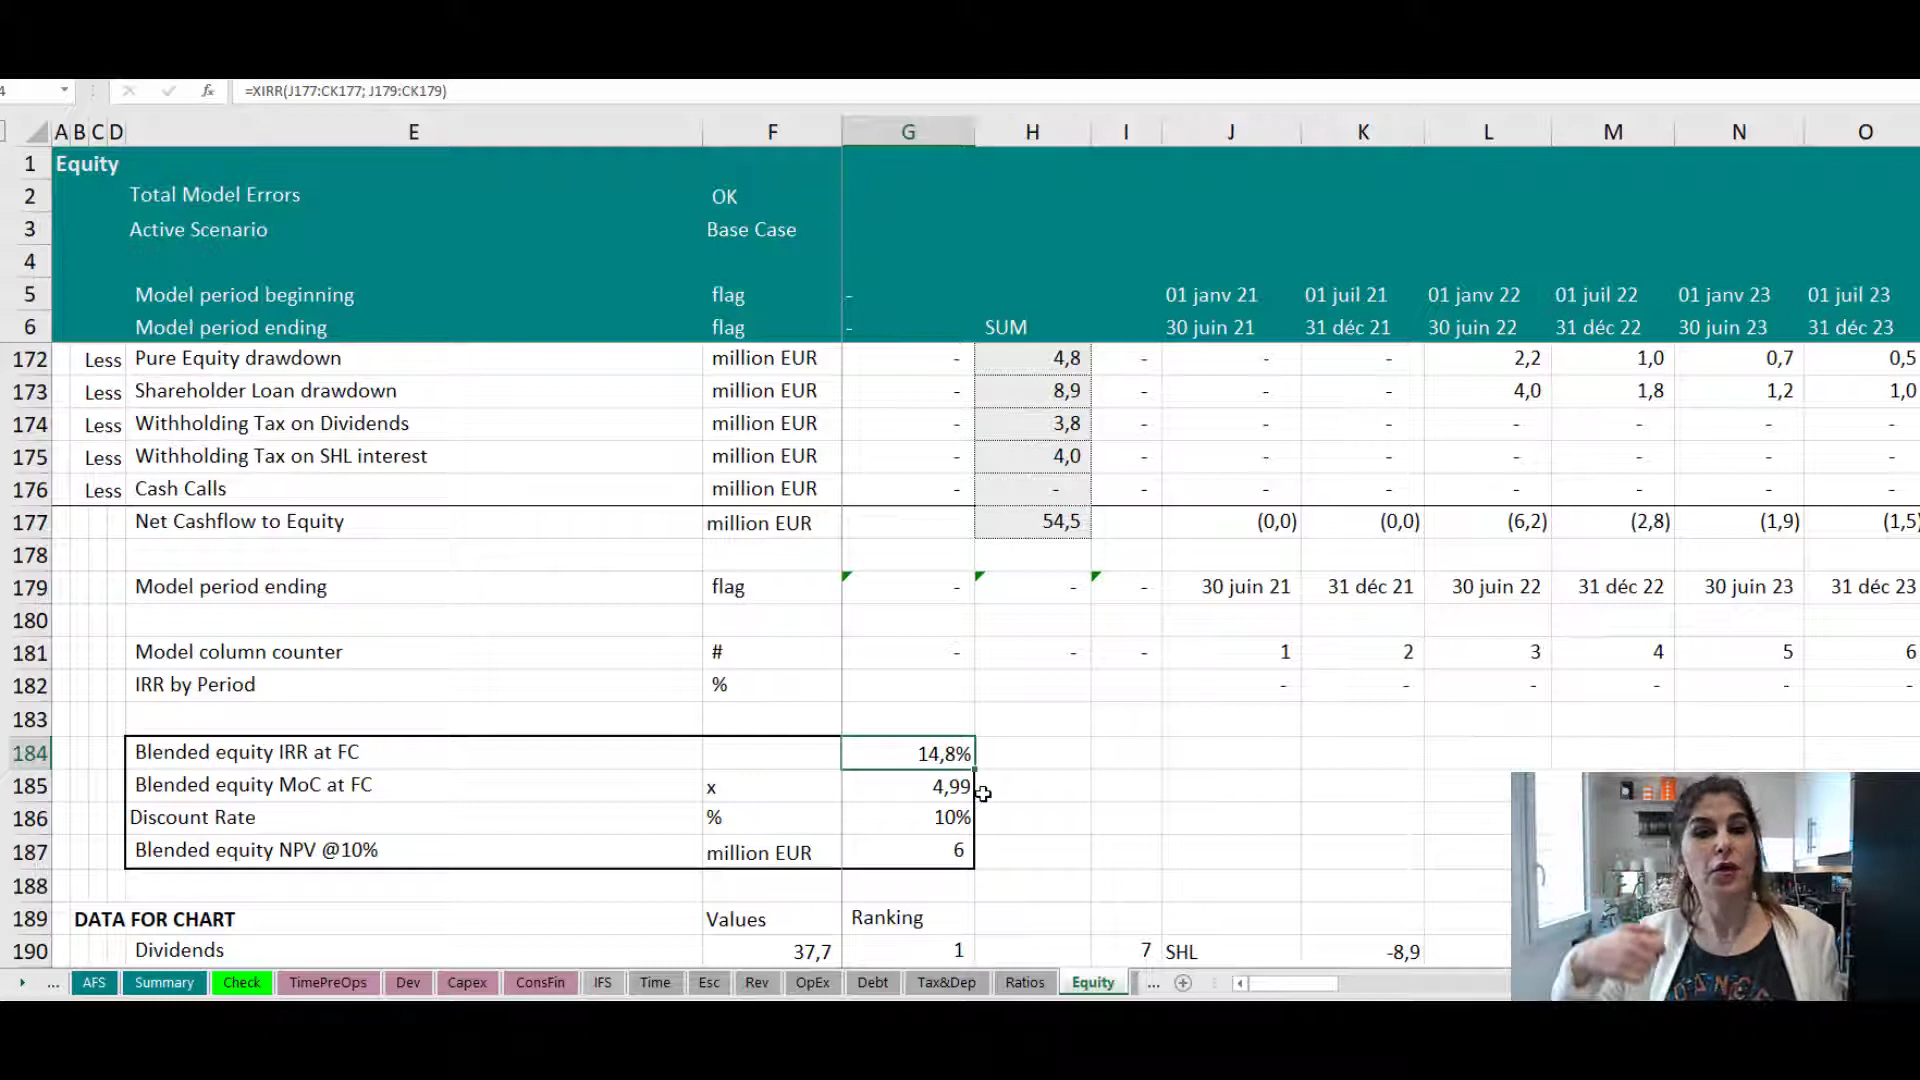 4 fx =XIRR(J177:CK177; J179:CK179)
A B C D E F G H I J K L M N O
1 Equity
2 Total Model Errors OK
3 Active Scenario Base Case
4
5 Model period beginning flag - 01 janv 21 01 juil 21 01 janv 22 01 juil 22 01 janv 23 01 juil 23
6 Model period ending flag - SUM 30 juin 21 31 déc 21 30 juin 22 31 déc 22 30 juin 23 31 déc 23
172 Less Pure Equity drawdown million EUR - 4,8 - - - 2,2 1,0 0,7 0,5
173 Less Shareholder Loan drawdown million EUR - 8,9 - - - 4,0 1,8 1,2 1,0
174 Less Withholding Tax on Dividends million EUR - 3,8 - - - - - - -
175 Less Withholding Tax on SHL interest million EUR - 4,0 - - - - - - -
176 Less Cash Calls million EUR - - - - - - - - -
177 Net Cashflow to Equity million EUR 54,5 (0,0) (0,0) (6,2) (2,8) (1,9) (1,5)
178
179 Model period ending flag - - - 30 juin 21 31 déc 21 30 juin 22 31 déc 22 30 juin 23 31 déc 23
180
181 Model column counter # - - - 1 2 3 4 5 6
182 IRR by Period % - - - - - -
183
184 Blended equity IRR at FC 14,8%
185 Blended equity MoC at FC x 4,99
186 Discount Rate % 10%
187 Blended equity NPV @10% million EUR 6
188
189 DATA FOR CHART Values Ranking
190 Dividends 37,7 1 7 SHL -8,9
... AFS Summary Check TimePreOps Dev Capex ConsFin IFS Time Esc Rev OpEx Debt Tax&Dep Ratios Equity ...